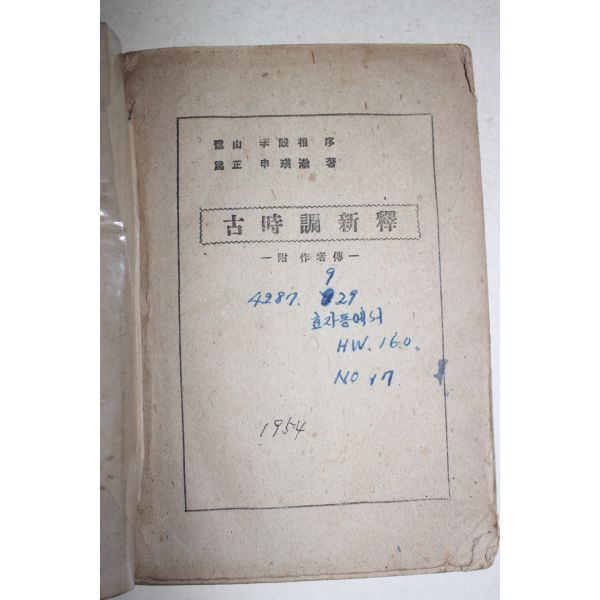 鷺山 李殷相 序
爲正 申瑛澈 著
古時調新釋
—附 作者傳—
9
4287. 8 29
효자동에서
HW. 160.
NO 17.
1954